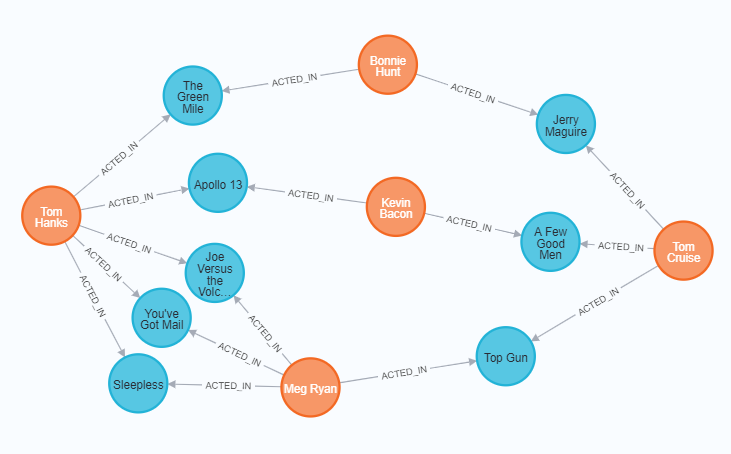 Bonnie
Hunt
The
Green
Mile
ACTED_IN
ACTED_IN
Jerry
Maguire
ACTED_IN
Apollo 13
ACTED_IN
Kevin
Bacon
ACTED_IN
ACTED_IN
Tom
Hanks
ACTED_IN
A Few
Good
Men
ACTED_IN
Tom
Cruise
ACTED_IN
Joe
Versus
the
Volc...
ACTED_IN
ACTED_IN
You've
Got Mail
ACTED_IN
ACTED_IN
ACTED_IN
ACTED_IN
Top Gun
ACTED_IN
Sleepless
ACTED_IN
Meg Ryan